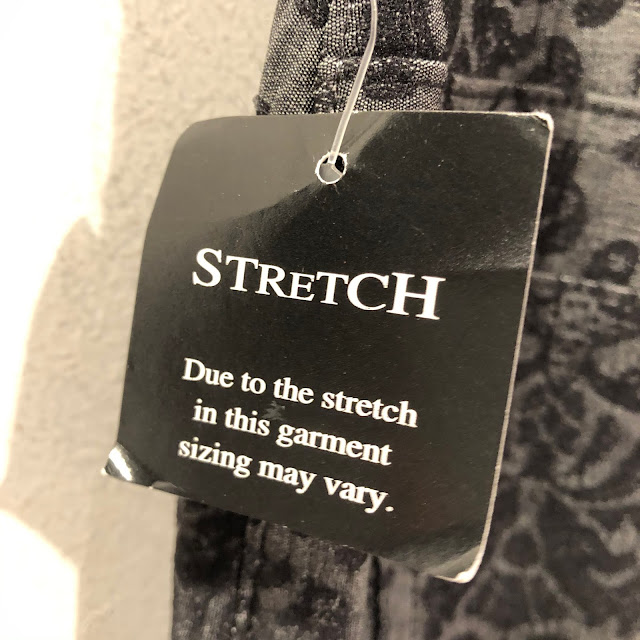 STRETCH
Due to the stretch
in this garment
sizing may vary.